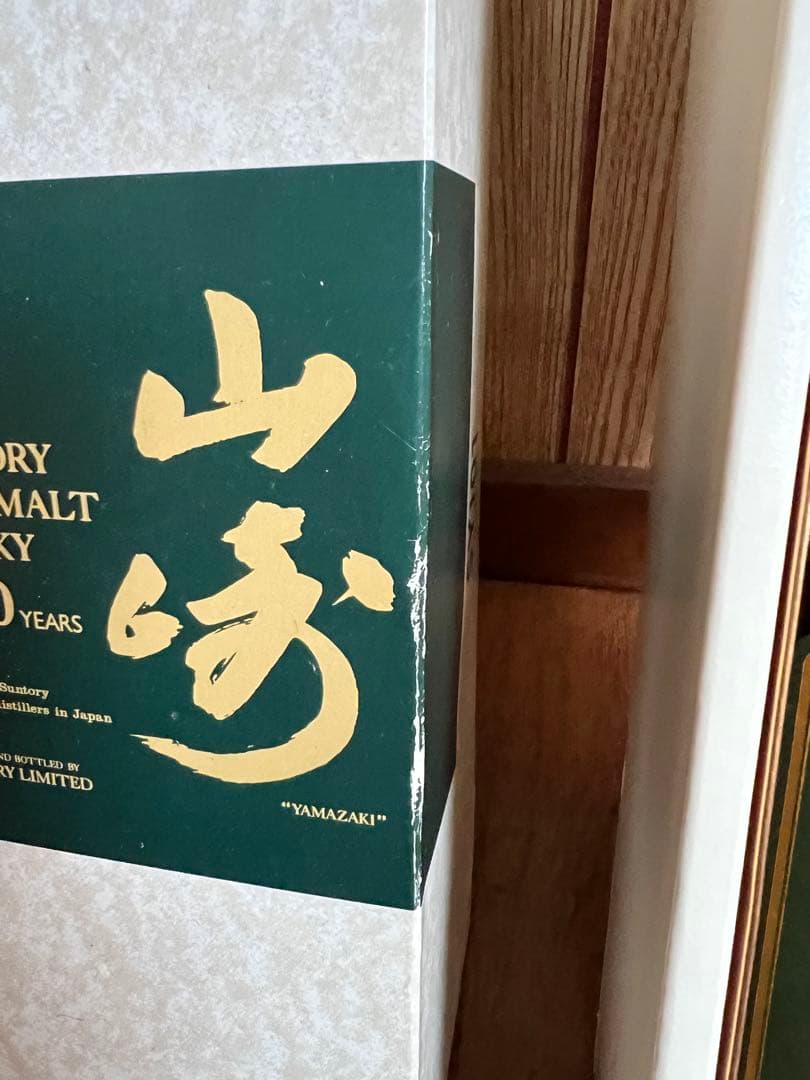 ORY
MALT
KY
0 YEARS
Suntory
istillers in Japan
ND BOTTLED BY
RY LIMITED
山崎
“YAMAZAKI”